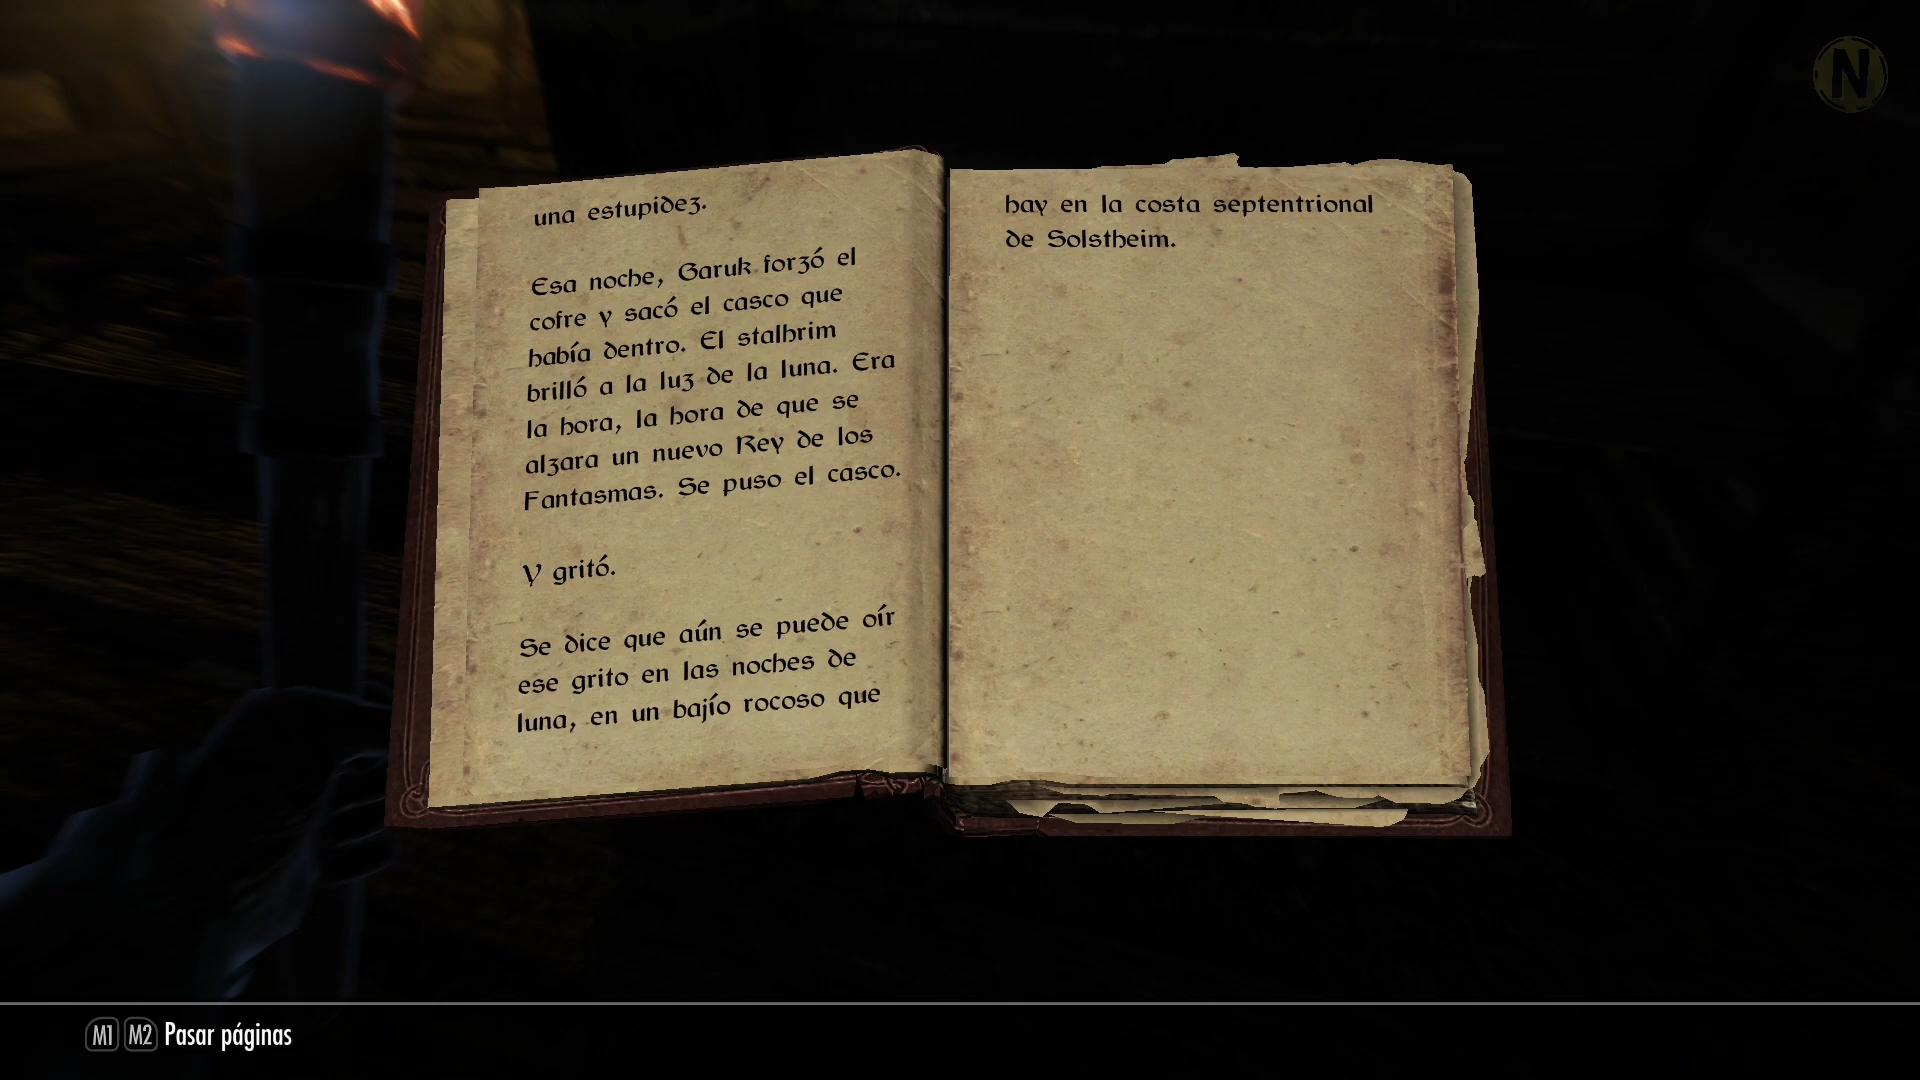 una estupidez.
Esa noche, Garuk forzó el
cofre y sacó el casco que
había dentro. El stalhrim
brilló a la luz de la luna. Era
la hora, la hora de que se
alzara un nuevo Rey de los
Fantasmas. Se puso el casco.
Y gritó.
Se dice que aún se puede oír
ese grito en las noches de
luna, en un bajío rocoso que
hay en la costa septentrional
de Solstheim.
N
M1 M2 Pasar páginas